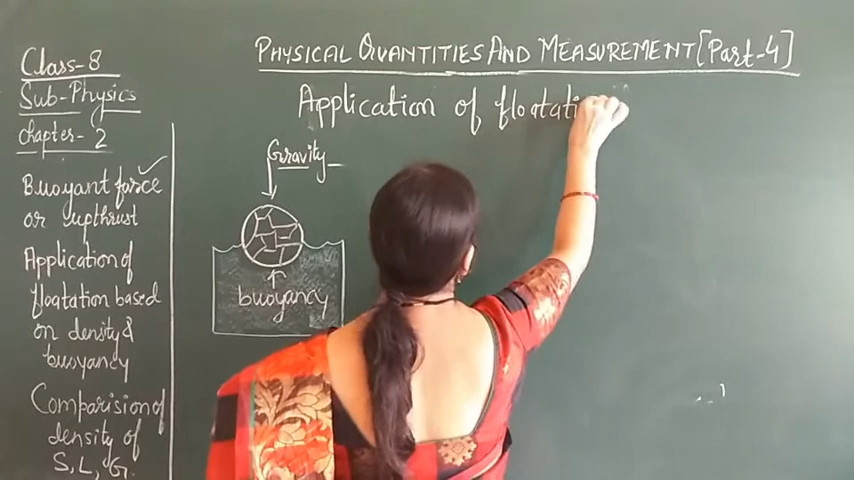 PHYSICAL QUANTITIES AND MEASUREMENT [Part-4]
Class-8
Sub-Physics
chapter-2
Buoyant force
or upthrust
Application of
floatation based
on density &
buoyancy
Comparision of
density of
S, L, G.
Application of floatati
Gravity
buoyancy